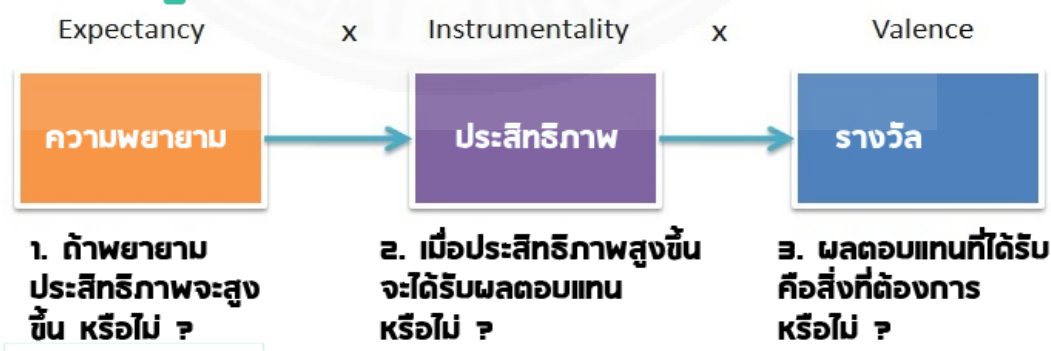 Expectancy x Instrumentality x Valence
ความพยายาม ประสิทธิภาพ รางวัล
1. ถ้าพยายาม
ประสิทธิภาพจะสูง
ขึ้น หรือไม่ ?
2. เมื่อประสิทธิภาพสูงขึ้น
จะได้รับผลตอบแทน
หรือไม่ ?
3. ผลตอบแทนที่ได้รับ
คือสิ่งที่ต้องการ
หรือไม่ ?